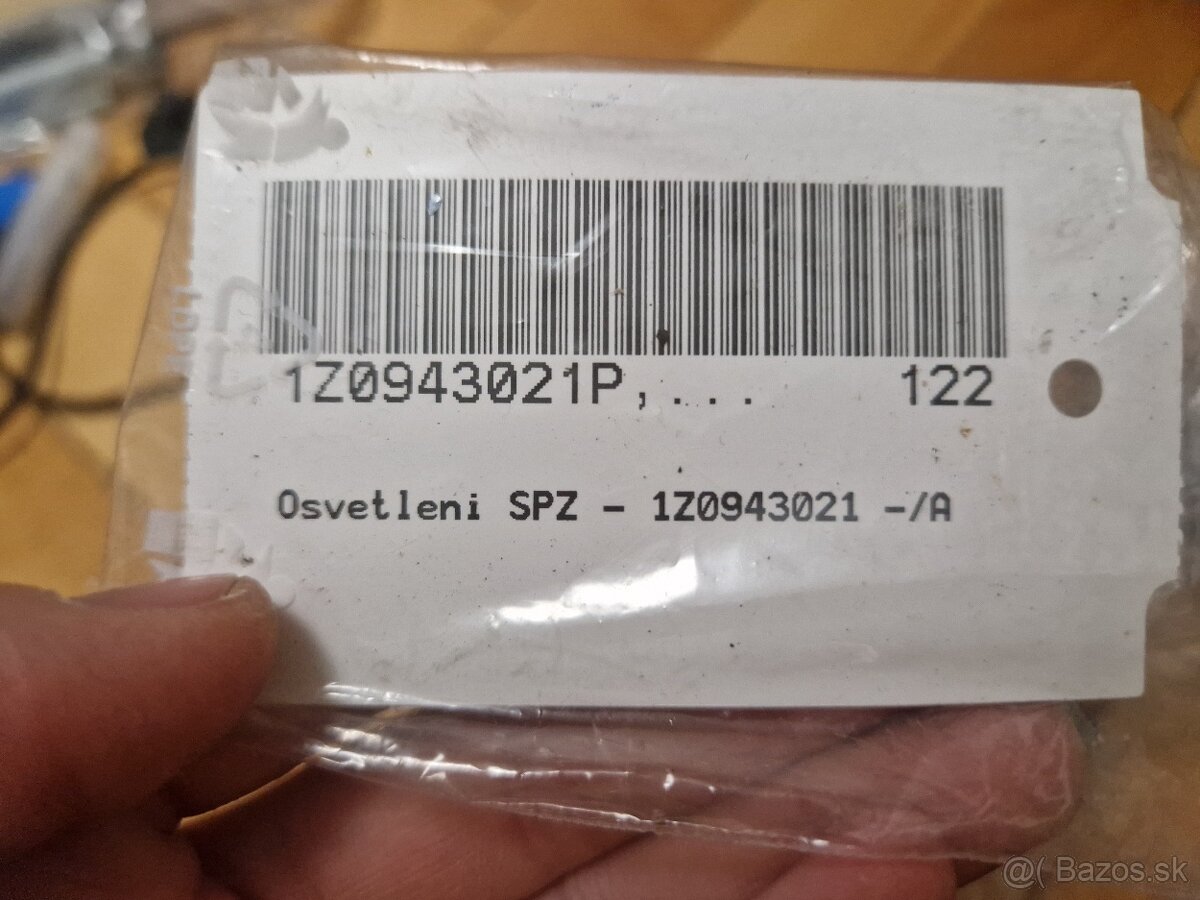 1Z0943021P,... 122
Osvetleni SPZ - 1Z0943021 -/A
@( Bazos.sk